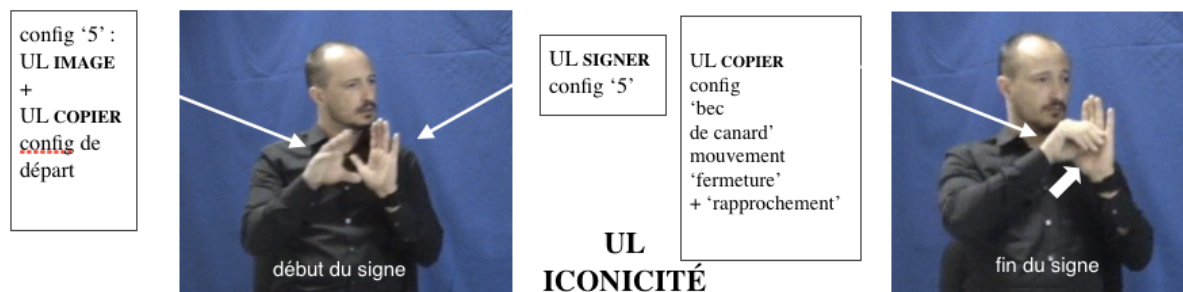 config ‘5’ :
UL IMAGE
+
UL COPIER
config de
départ
début du signe
UL SIGNER
config ‘5’
UL
ICONICITÉ
UL COPIER
config
‘bec
de canard’
mouvement
‘fermeture’
+ ‘rapprochement’
fin du signe